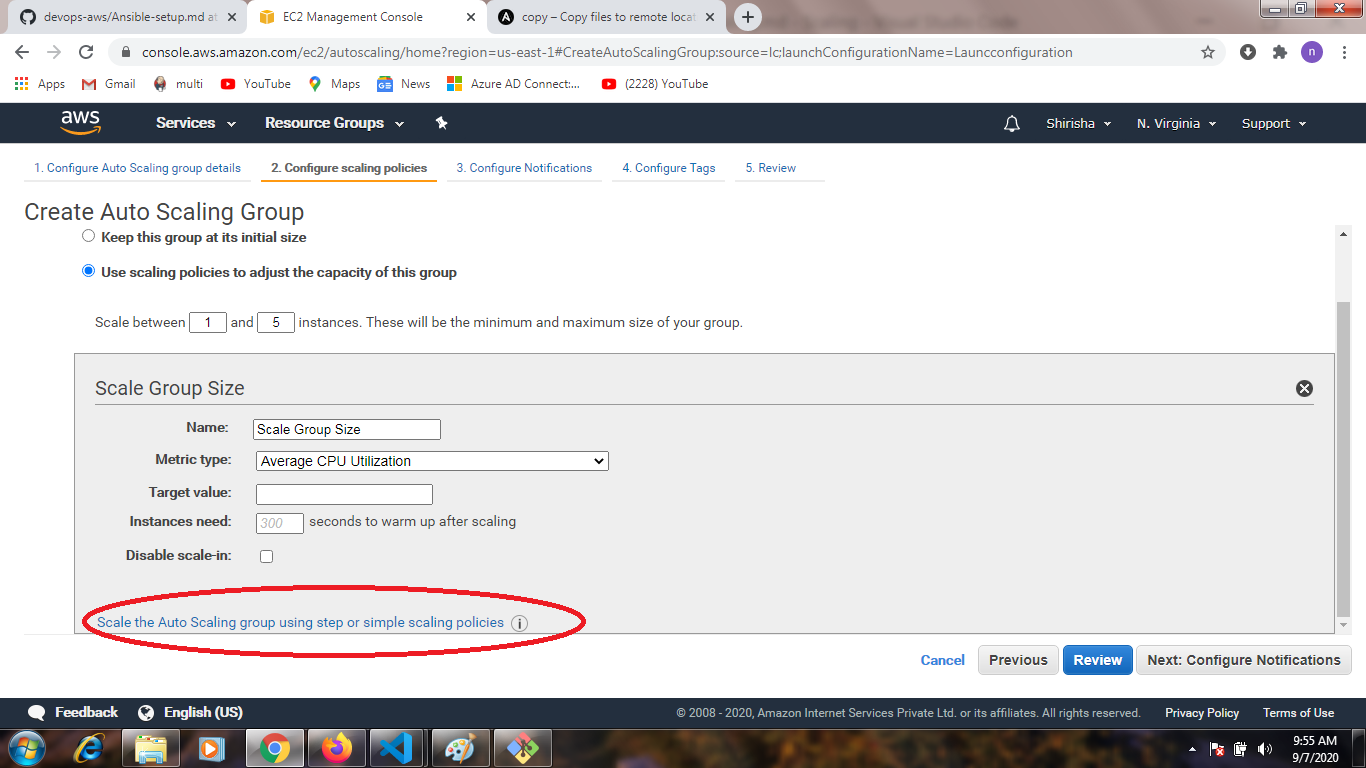 devops-aws/Ansible-setup.md at
EC2 Management Console
copy – Copy files to remote locat
console.aws.amazon.com/ec2/autoscaling/home?region=us-east-1#CreateAutoScalingGroup:source=lc;launchConfigurationName=Launcconfiguration
n
Apps Gmail multi YouTube Maps News Azure AD Connect:... (2228) YouTube
aws Services Resource Groups Shirisha N. Virginia Support
1. Configure Auto Scaling group details 2. Configure scaling policies 3. Configure Notifications 4. Configure Tags 5. Review
Create Auto Scaling Group
Keep this group at its initial size
Use scaling policies to adjust the capacity of this group
Scale between 1 and 5 instances. These will be the minimum and maximum size of your group.
Scale Group Size
Name: Scale Group Size
Metric type: Average CPU Utilization
Target value:
Instances need: 300 seconds to warm up after scaling
Disable scale-in:
Scale the Auto Scaling group using step or simple scaling policies i
Cancel Previous Review Next: Configure Notifications
Feedback English (US) © 2008 - 2020, Amazon Internet Services Private Ltd. or its affiliates. All rights reserved. Privacy Policy Terms of Use
9:55 AM
9/7/2020